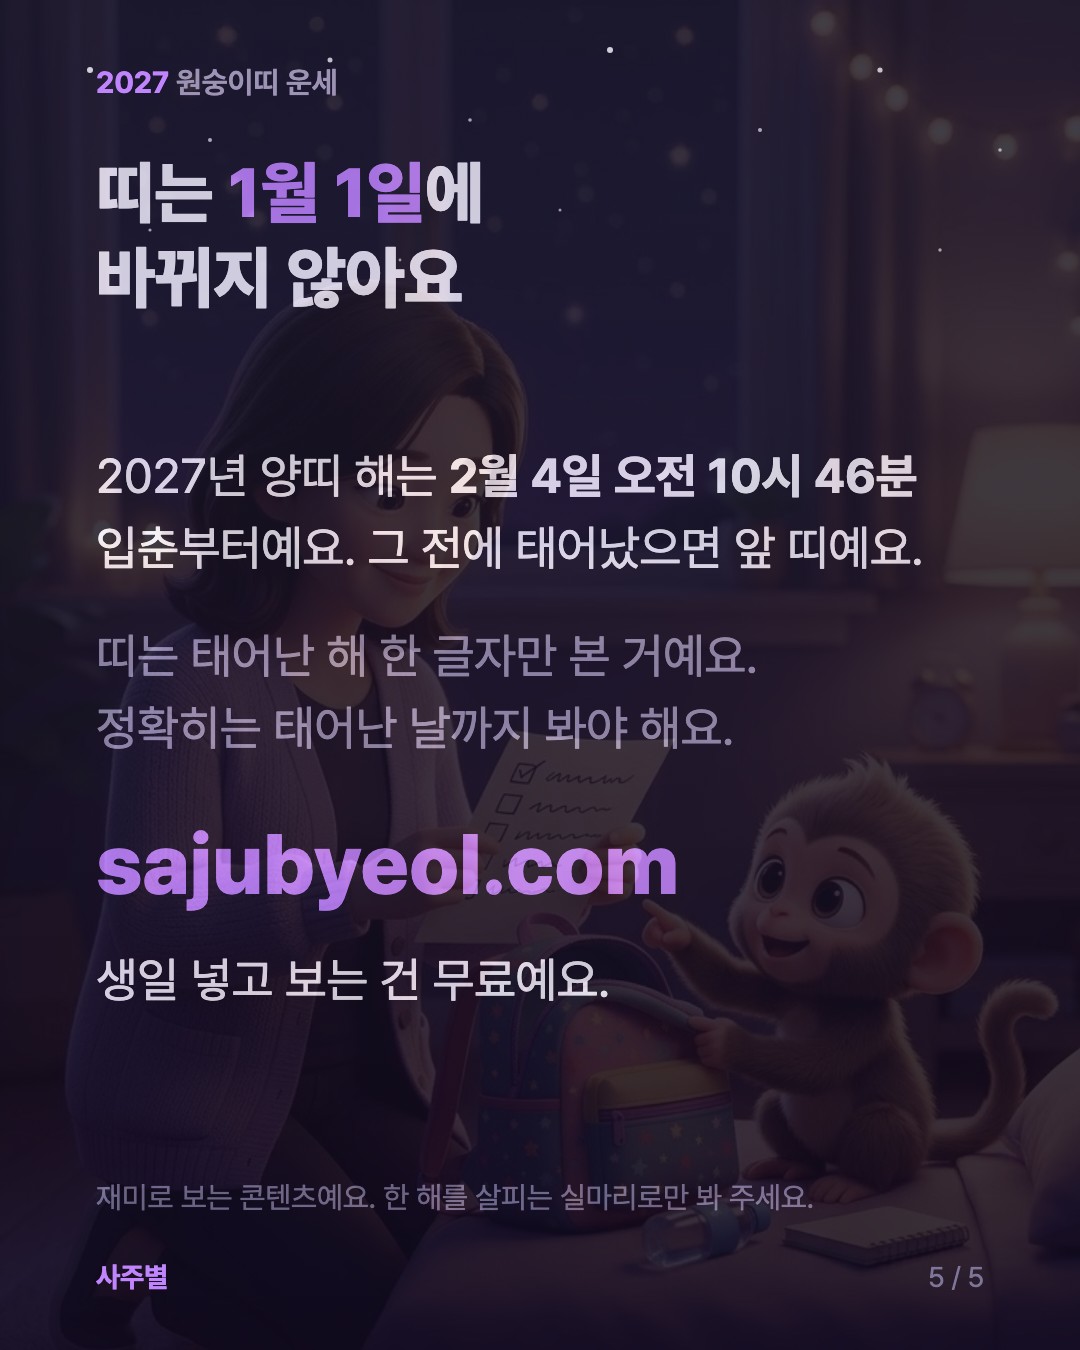 2027 원숭이띠 운세
띠는 1월 1일에
바뀌지 않아요
2027년 양띠 해는 2월 4일 오전 10시 46분
입춘부터예요. 그 전에 태어났으면 앞 띠예요.
띠는 태어난 해 한 글자만 본 거예요.
정확히는 태어난 날까지 봐야 해요.
sajubyeol.com
생일 넣고 보는 건 무료예요.
재미로 보는 콘텐츠예요. 한 해를 살피는 실마리로만 봐 주세요.
사주별
5 / 5